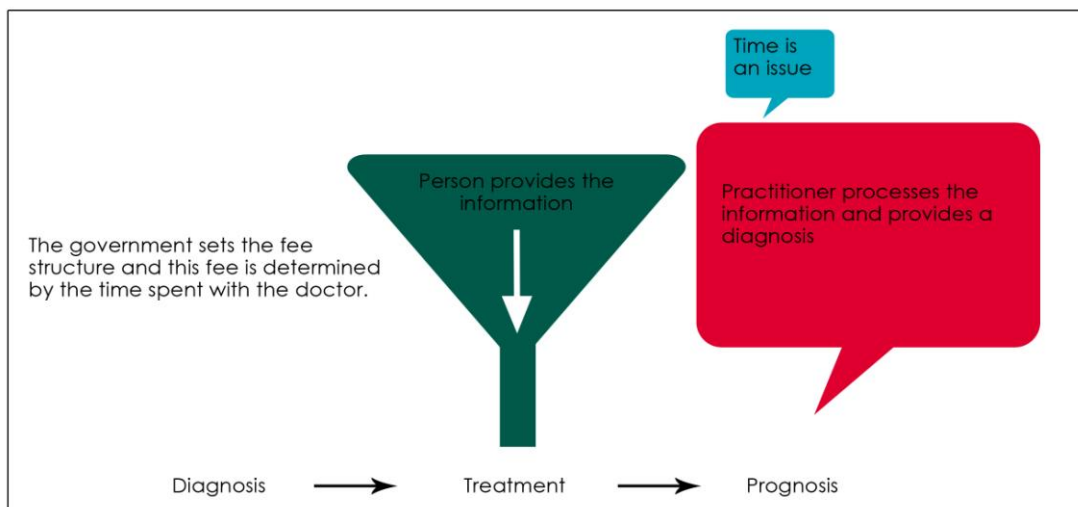 Time is
an issue
Person provides the
information
Practitioner processes the
information and provides a
diagnosis
The government sets the fee
structure and this fee is determined
by the time spent with the doctor.
Diagnosis
Treatment
Prognosis